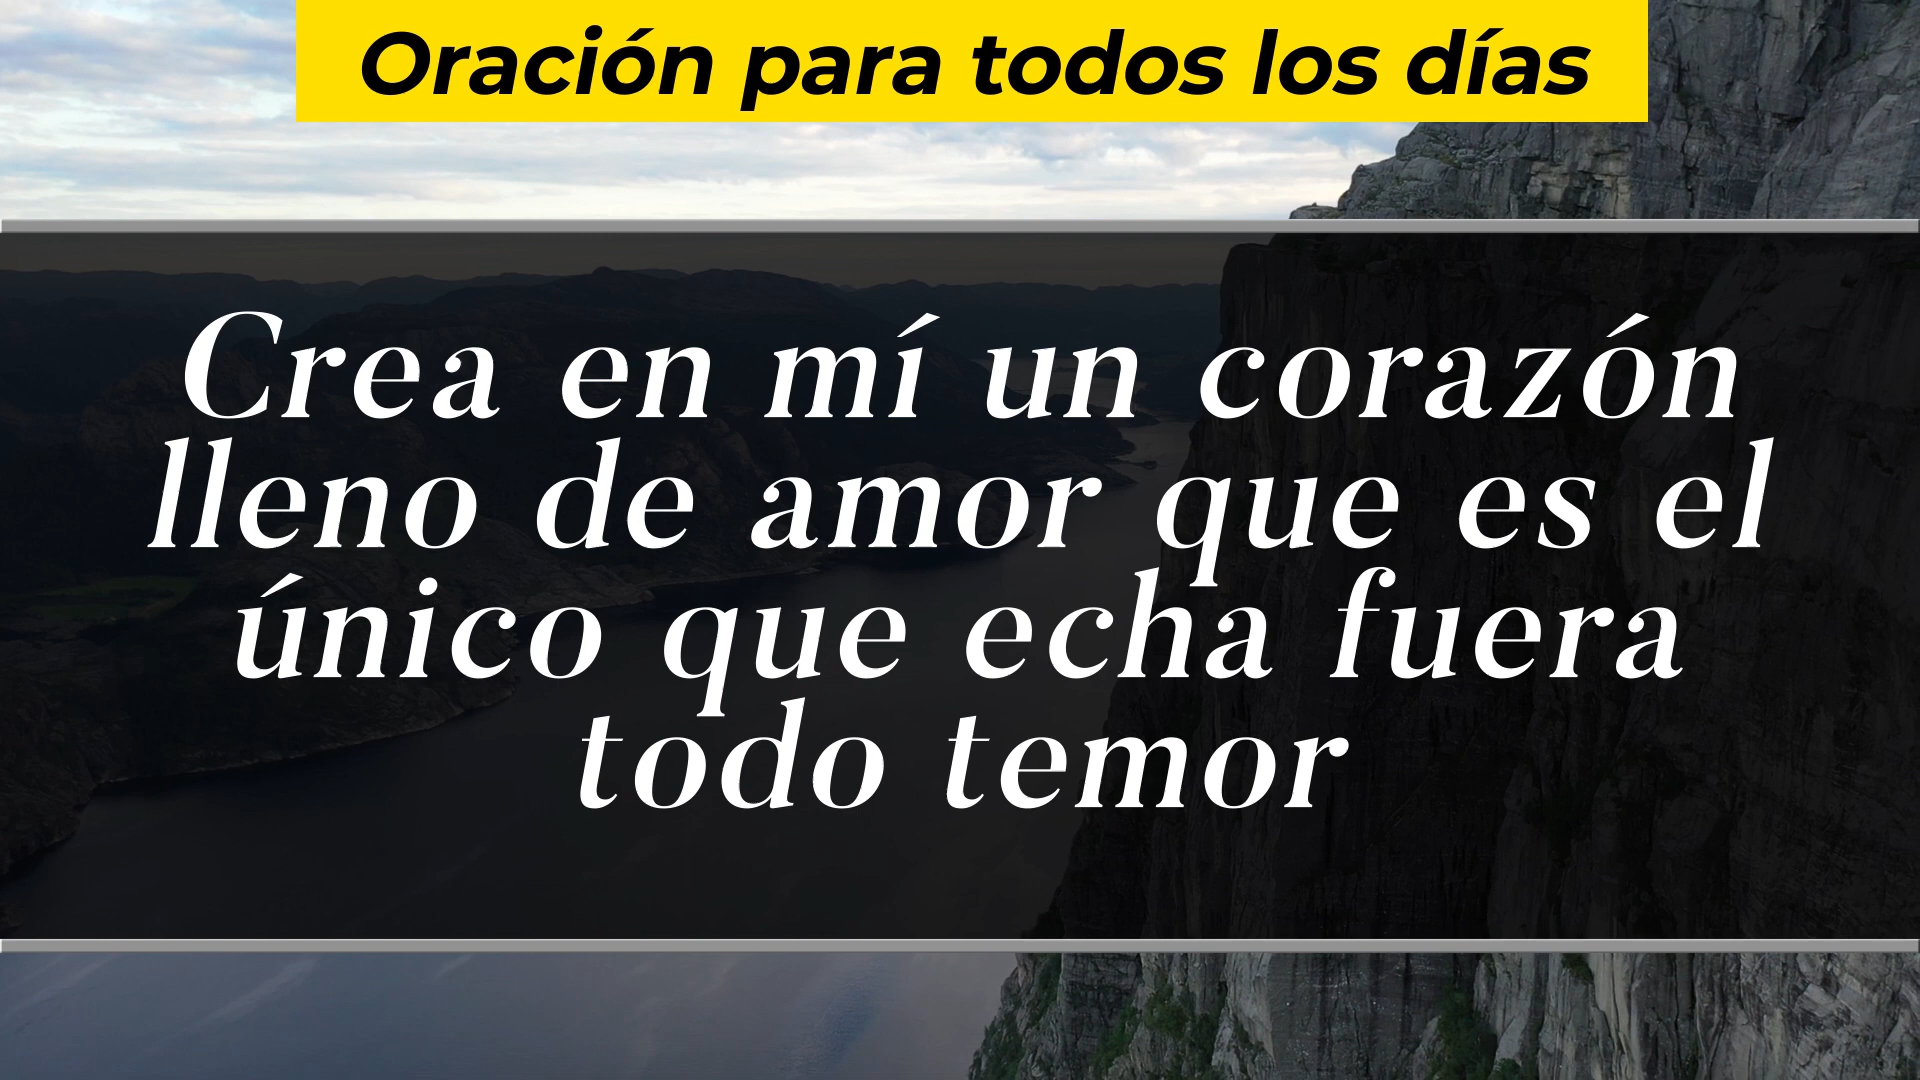 Oración para todos los días
Crea en mí un corazón
lleno de amor que es el
único que echa fuera
todo temor